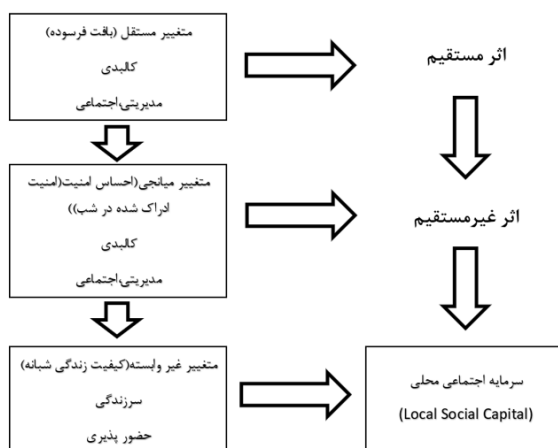 متغییر مستقل (بافت فرسوده)
کالبدی
مدیریتی،اجتماعی
اثر مستقیم
متغییر میانجی(احساس امنیت(امنیت
ادراک شده در شب))
کالبدی
مدیریتی،اجتماعی
اثر غیرمستقیم
متغییر غیر وابسته(کیفیت زندگی شبانه)
سرزندگی
حضور پذیری
سرمایه اجتماعی محلی
(Local Social Capital)